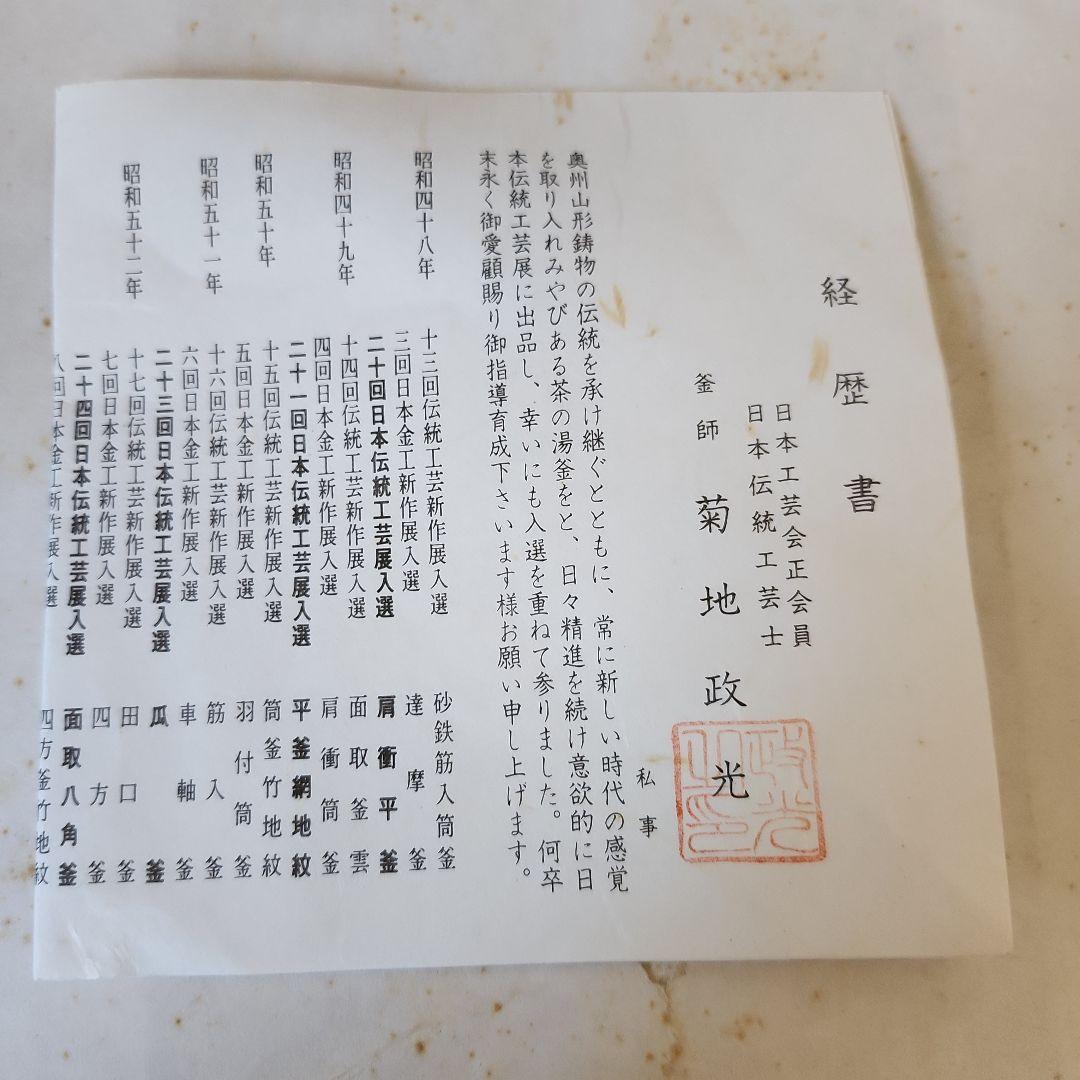 経歴書
日本工芸会正会員
日本伝統工芸士
釜師 菊地政光
私事
奥州山形鋳物の伝統を承け継ぐとともに、常に新しい時代の感覚
を取り入れみやびある茶の湯釜をと、日々精進を続け意欲的に日
本伝統工芸展に出品し、幸いにも入選を重ねて参りました。何卒
末永く御愛顧賜り御指導育成下さいます様お願い申し上げます。
昭和四十八年 十三回伝統工芸新作展入選 砂鉄筋入筒釜
三回日本金工新作展入選 達摩釜
二十回日本伝統工芸展入選 肩衝平釜
昭和四十九年 十四回伝統工芸新作展入選 面取釜雲
四回日本金工新作展入選 肩衝筒釜
二十一回日本伝統工芸展入選 平釜網地紋
昭和五十年 十五回伝統工芸新作展入選 筒釜竹地紋
五回日本金工新作展入選 羽付筒釜
昭和五十一年 十六回伝統工芸新作展入選 筋入釜
六回日本金工新作展入選 車軸釜
二十三回日本伝統工芸展入選 瓜釜
昭和五十二年 十七回伝統工芸新作展入選 田口釜
七回日本金工新作展入選 四方釜
二十四回日本伝統工芸展入選 面取八角釜
八回日本金工新作展入選 四方釜竹地紋
政光